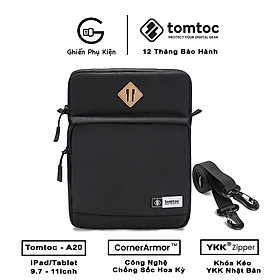 G
Ghiền Phụ Kiện
tomtoc
PROTECT YOUR DIGITAL GEAR
12 Tháng Bảo Hành
tomtoc
Tomtoc - A20
iPad/Tablet
9.7 - 11icnh
CornerArmor™
Công Nghệ
Chống Sốc Hoa Kỳ
YKK® Zipper
Khóa Kéo
YKK Nhật Bản